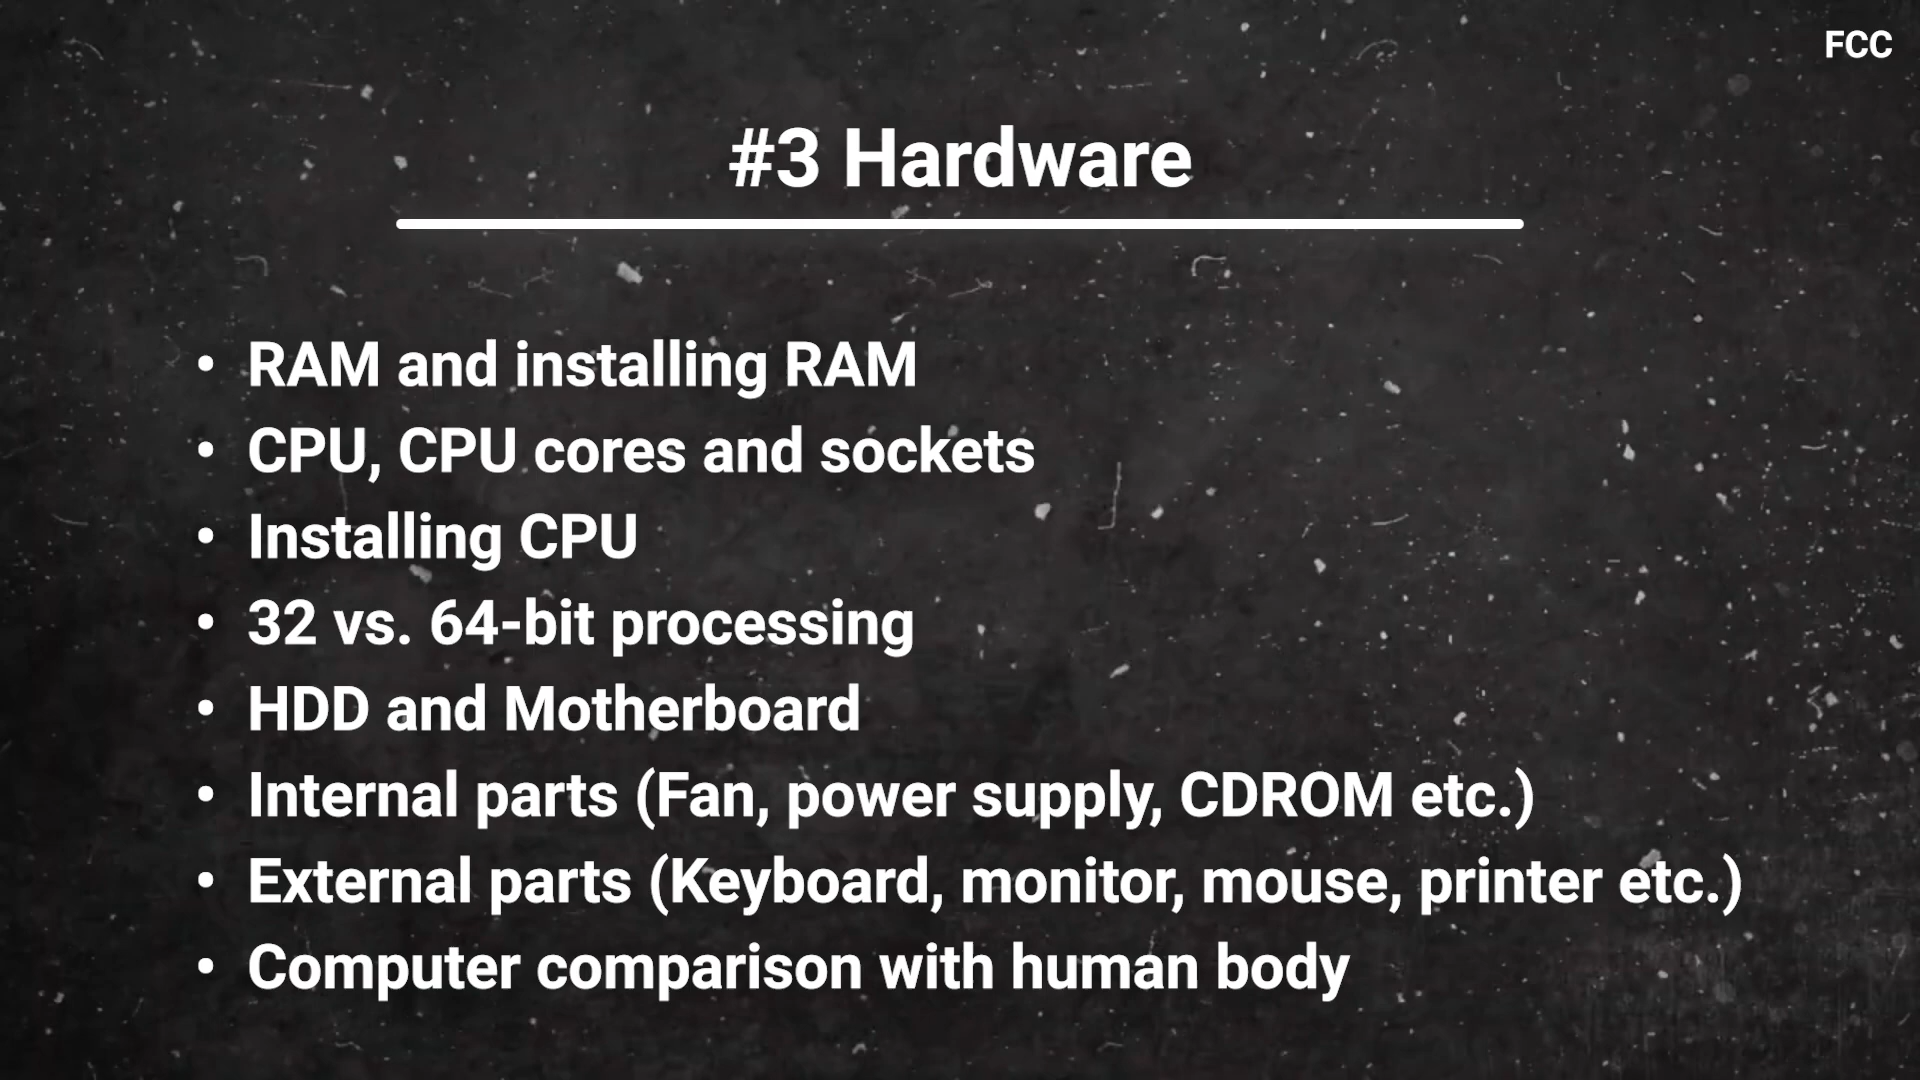 FCC
#3 Hardware
• RAM and installing RAM
• CPU, CPU cores and sockets
• Installing CPU
• 32 vs. 64-bit processing
• HDD and Motherboard
• Internal parts (Fan, power supply, CDROM etc.)
• External parts (Keyboard, monitor, mouse, printer etc.)
• Computer comparison with human body